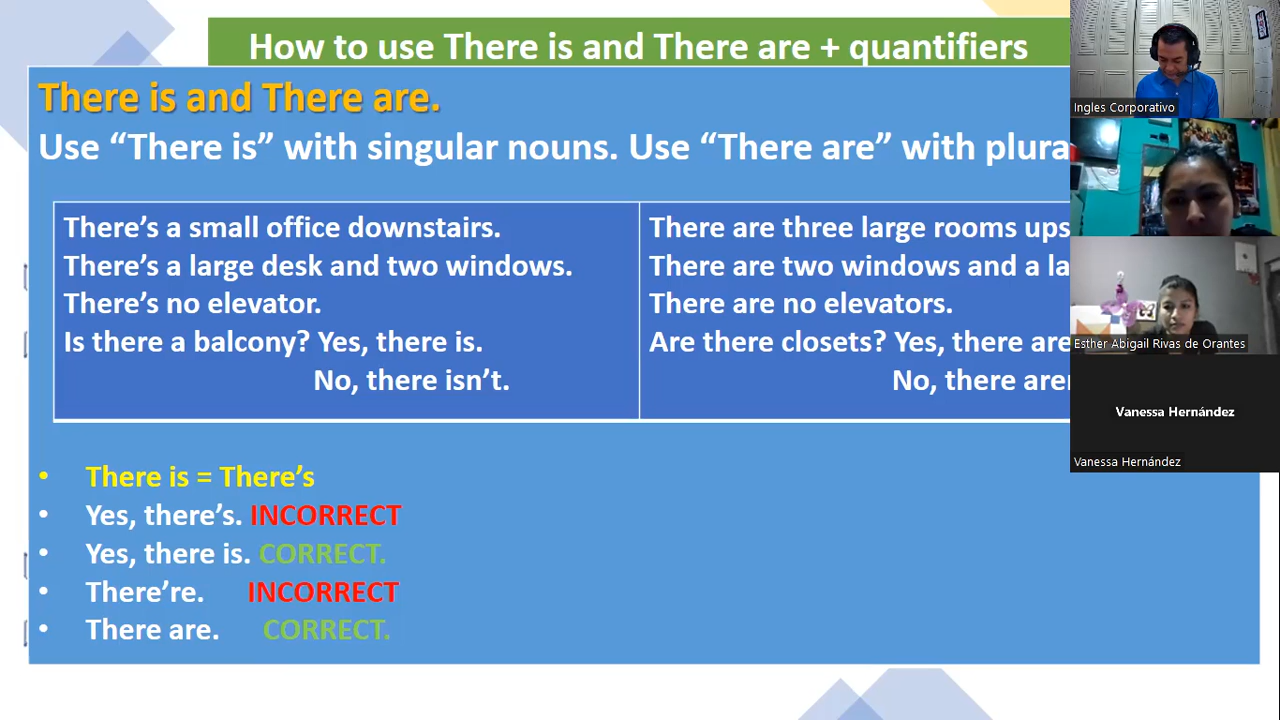 How to use There is and There are + quantifiers
There is and There are.
Use “There is” with singular nouns. Use “There are” with plura
There’s a small office downstairs.
There’s a large desk and two windows.
There’s no elevator.
Is there a balcony? Yes, there is.
No, there isn’t.
There are three large rooms ups
There are two windows and a la
There are no elevators.
Are there closets? Yes, there are
No, there aren
• There is = There’s
• Yes, there’s. INCORRECT
• Yes, there is. CORRECT.
• There’re. INCORRECT
• There are. CORRECT.
Ingles Corporativo
Esther Abigail Rivas de Orantes
Vanessa Hernández
Vanessa Hernández